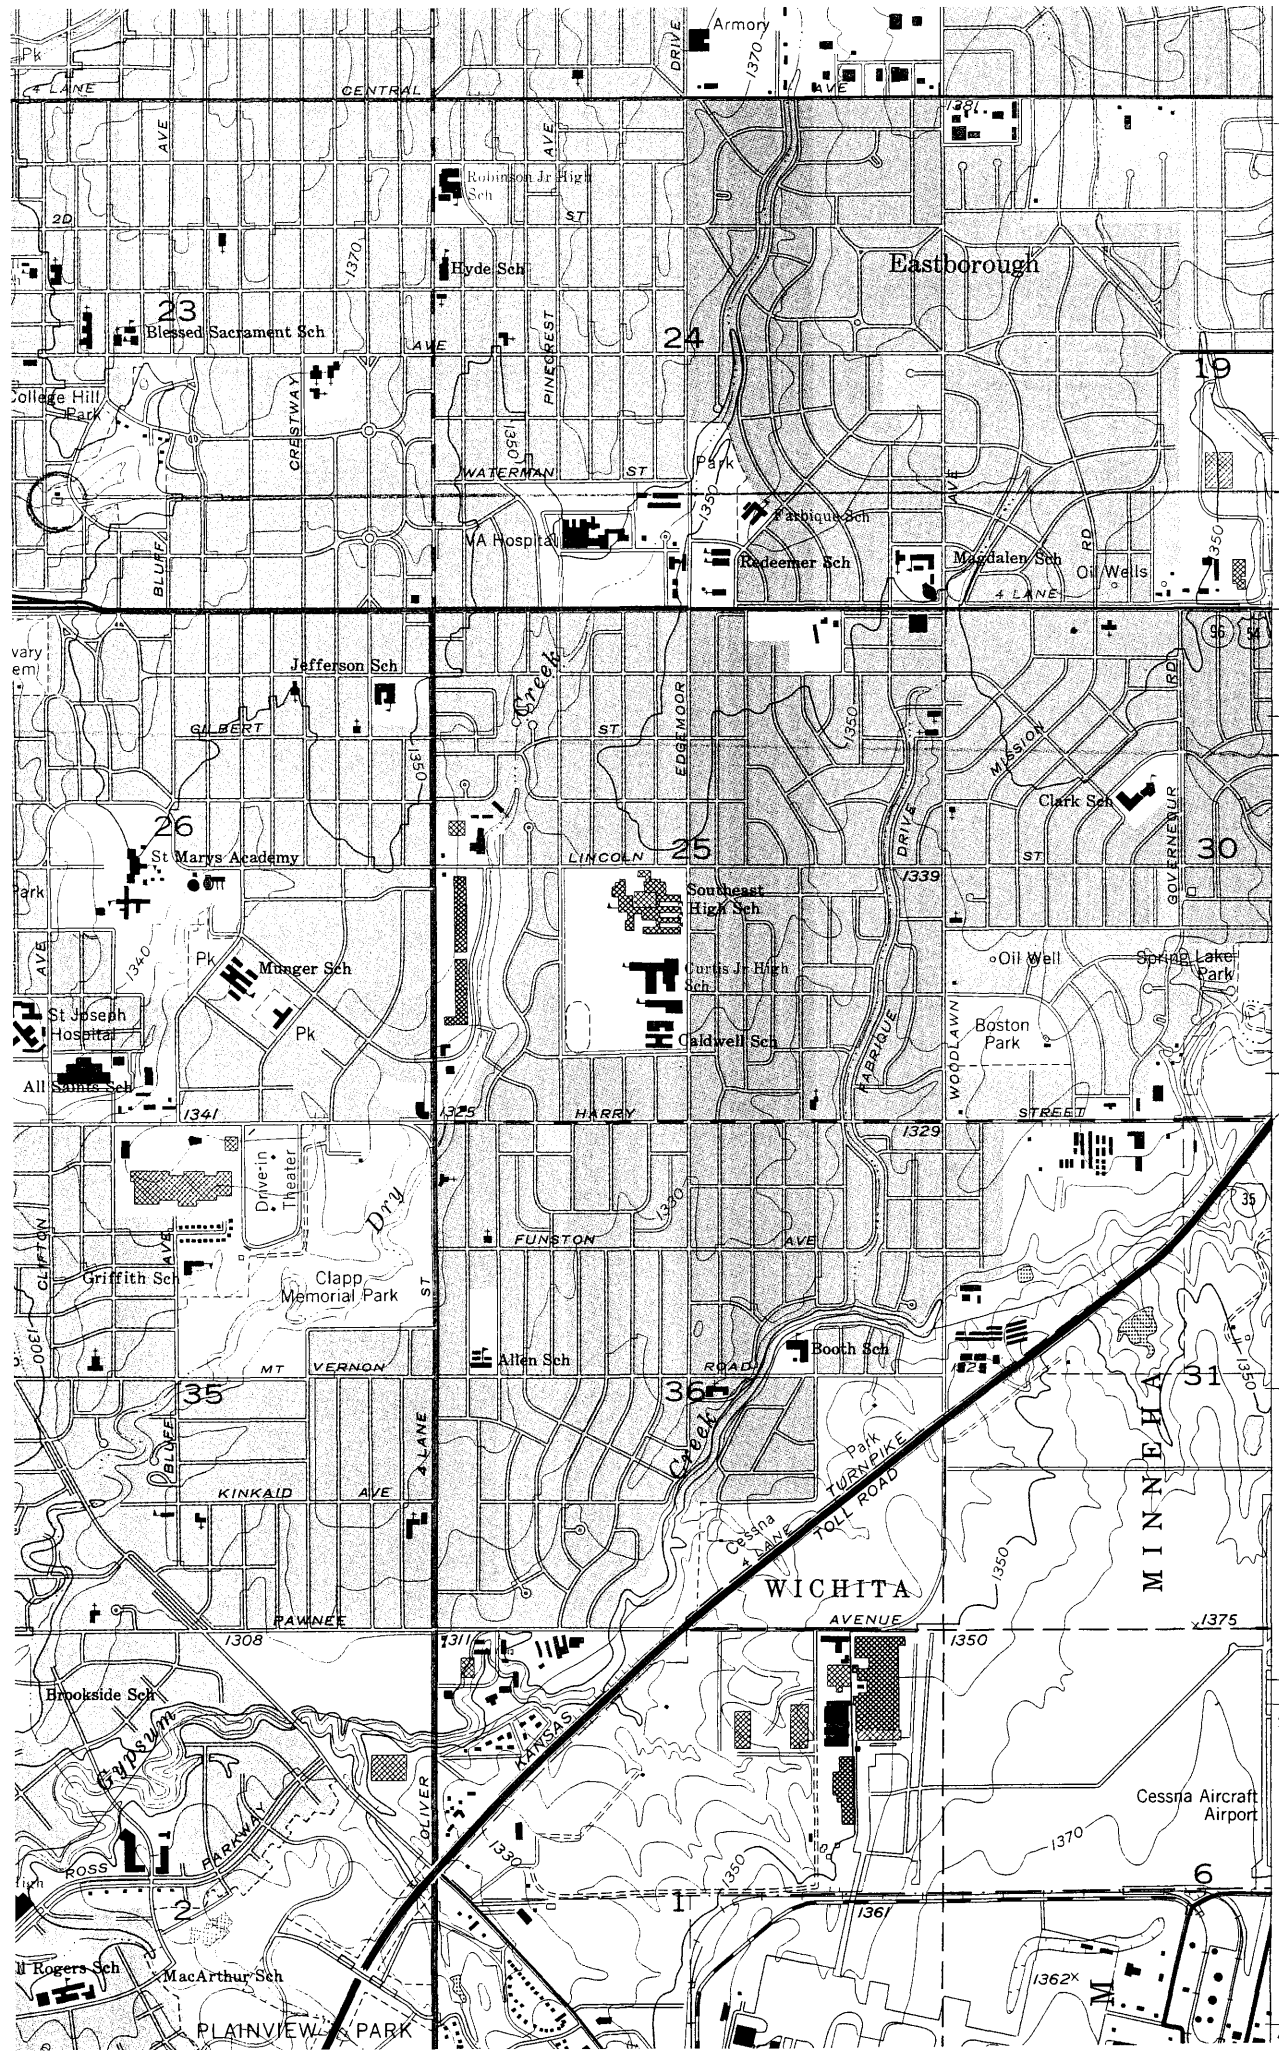 Armory
Pk
DRIVE
1370
4 LANE
CENTRAL
AVE
1381
AVE
AVE
Robinson Jr High
Sch
2D
ST
1370
Hyde Sch
Eastborough
23
Blessed Sacrament Sch
24
AVE
PINECREST
19
College Hill
Park
CRESTWAY
1350
WATERMAN
ST
Park
1350
AVE
Farbique Sch
VA Hospital
BLUFF
Redeemer Sch
Magdalen Sch
RD
Oil Wells
1350
4 LANE
96
54
Jefferson Sch
Creek
EDGEMOOR
RD
GILBERT
ST
1350
1350
MISSION
Clark Sch
GOVERNEOUR
26
St Marys Academy
Oil
LINCOLN
25
DRIVE
ST
30
1339
Park
Southeast
High Sch
AVE
1340
Pk
Munger Sch
Curtis Jr High
Sch
Oil Well
Spring Lake
Park
St Joseph
Hospital
Pk
Caldwell Sch
FABRIQUE
WOODLAWN
Boston
Park
All Saints Sch
1341
1325
HARRY
1329
STREET
Drive-in
Theater
Dry
1330
35
CLIFTON
AVE
FUNSTON
AVE
Griffith Sch
Clapp
Memorial Park
ST
1300
MT VERNON
Allen Sch
ROAD
Booth Sch
1350
35
36
31
MINNEHA
BLUFF
4 LANE
Creek
Park
TURNPIKE
TOLL ROAD
KINKAID
AVE
Cessna
4 LANE
1350
WICHITA
PAWNEE
AVENUE
1375
1308
1311
1350
Brookside Sch
Gypsum
KANSAS
OLIVER
Cessna Aircraft
Airport
PARKWAY
1330
1350
1370
ROSS
2
1
1361
6
Rogers Sch
MacArthur Sch
1362
M
PLAINVIEW PARK